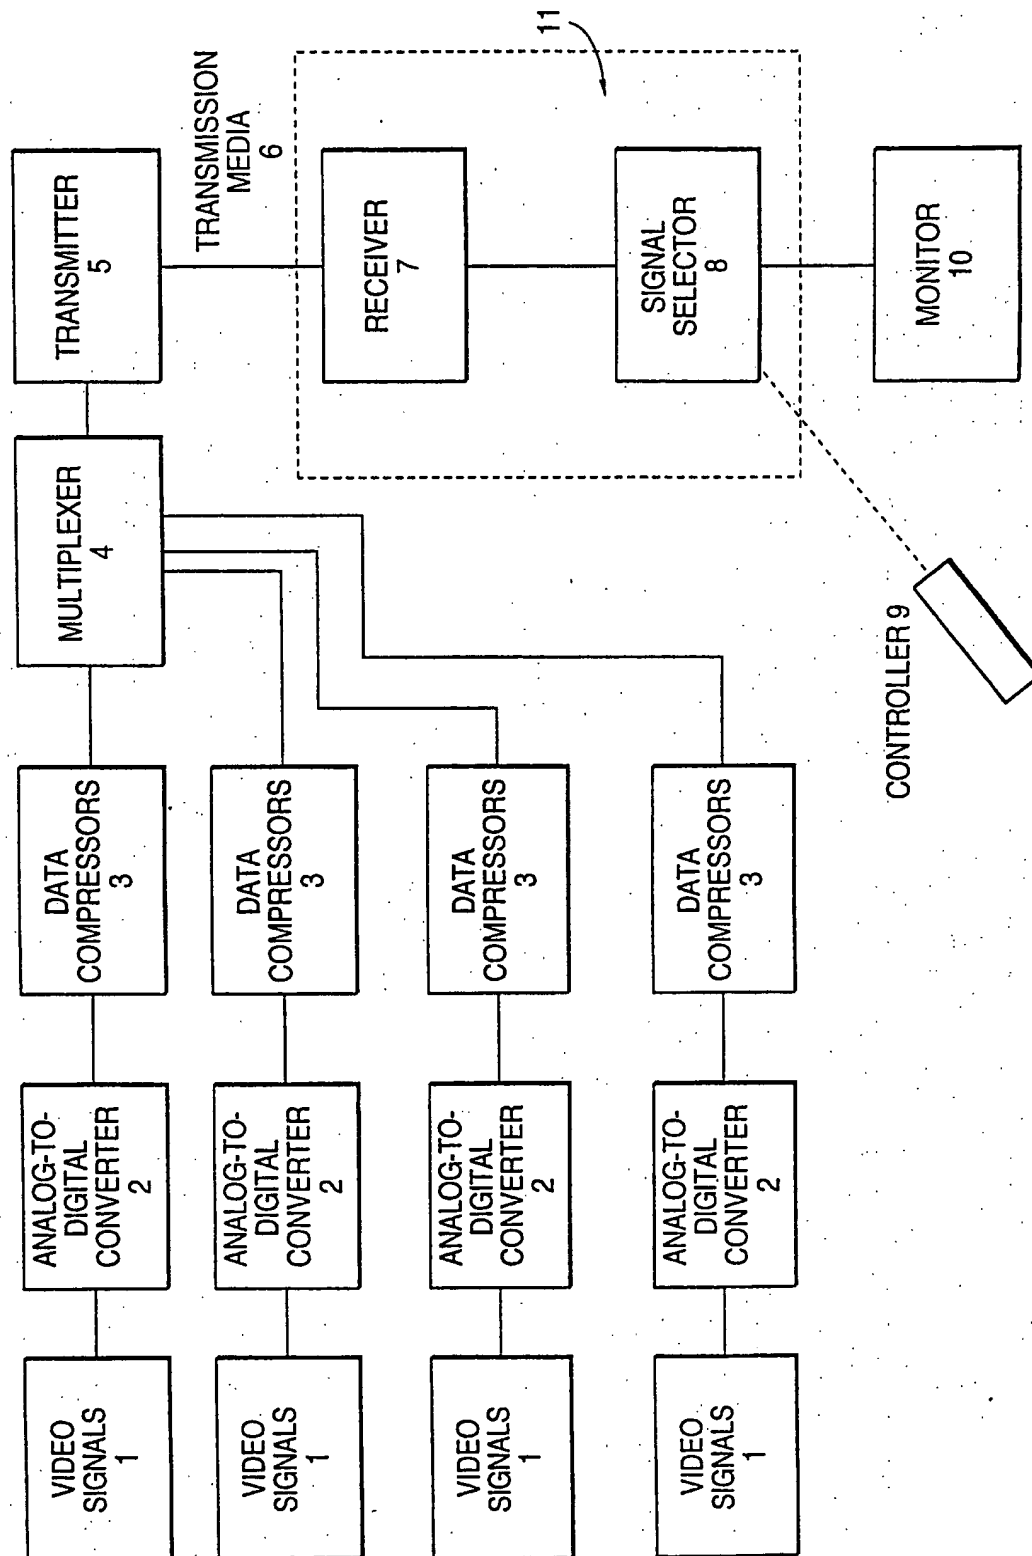 VIDEO
SIGNALS
1
ANALOG-TO-
DIGITAL
CONVERTER
2
DATA
COMPRESSORS
3
MULTIPLEXER
4
TRANSMITTER
5
VIDEO
SIGNALS
1
ANALOG-TO-
DIGITAL
CONVERTER
2
DATA
COMPRESSORS
3
VIDEO
SIGNALS
1
ANALOG-TO-
DIGITAL
CONVERTER
2
DATA
COMPRESSORS
3
VIDEO
SIGNALS
1
ANALOG-TO-
DIGITAL
CONVERTER
2
DATA
COMPRESSORS
3
TRANSMISSION
MEDIA
6
RECEIVER
7
11
SIGNAL
SELECTOR
8
CONTROLLER 9
MONITOR
10